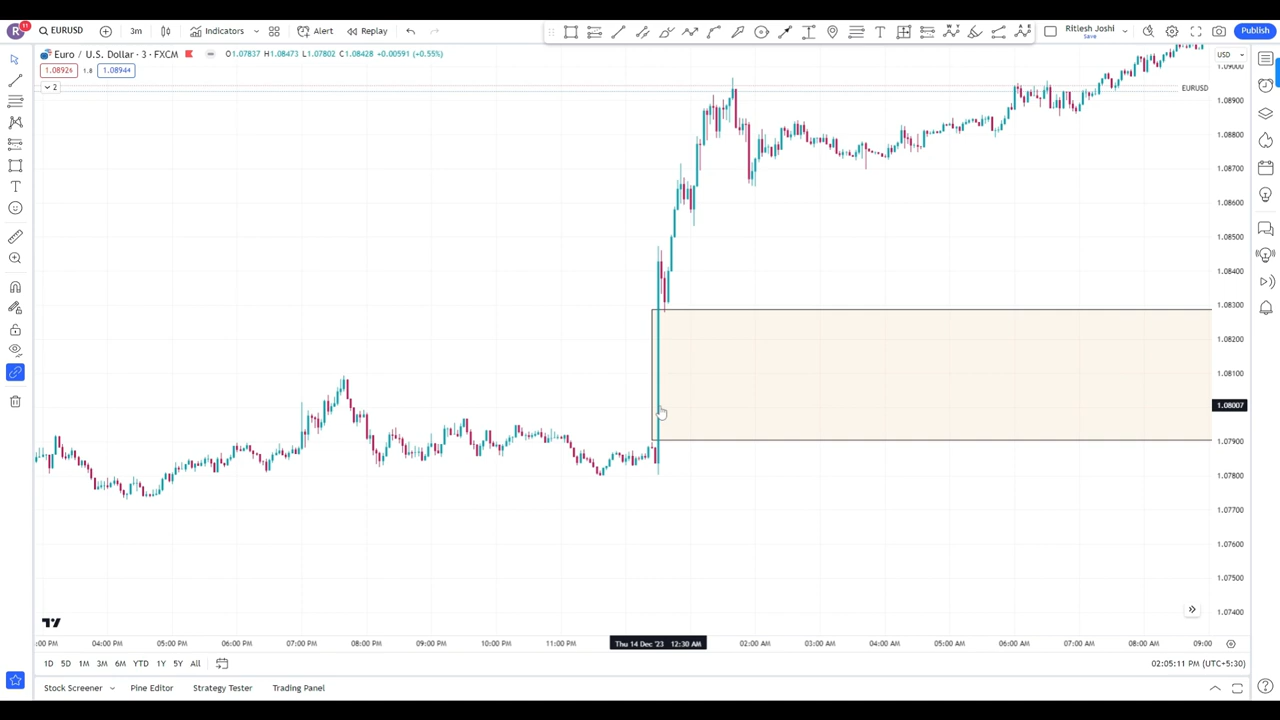 R 11 EURUSD 3m Indicators Alert Replay Ritesh Joshi Save Publish
Euro / U.S. Dollar · 3 · FXCM O1.07837 H1.08473 L1.07802 C1.08428 +0.00591 (+0.55%) USD
1.08926 1.8 1.08944
2
EURUSD
1.09000
1.08900
1.08800
1.08700
1.08600
1.08500
1.08400
1.08300
1.08200
1.08100
1.08007
1.07900
1.07800
1.07700
1.07600
1.07500
1.07400
:00 PM 04:00 PM 05:00 PM 06:00 PM 07:00 PM 08:00 PM 09:00 PM 10:00 PM 11:00 PM Thu 14 Dec '23 12:30 AM 02:00 AM 03:00 AM 04:00 AM 05:00 AM 06:00 AM 07:00 AM 08:00 AM 09:00
1D 5D 1M 3M 6M YTD 1Y 5Y All 02:05:11 PM (UTC+5:30)
Stock Screener Pine Editor Strategy Tester Trading Panel